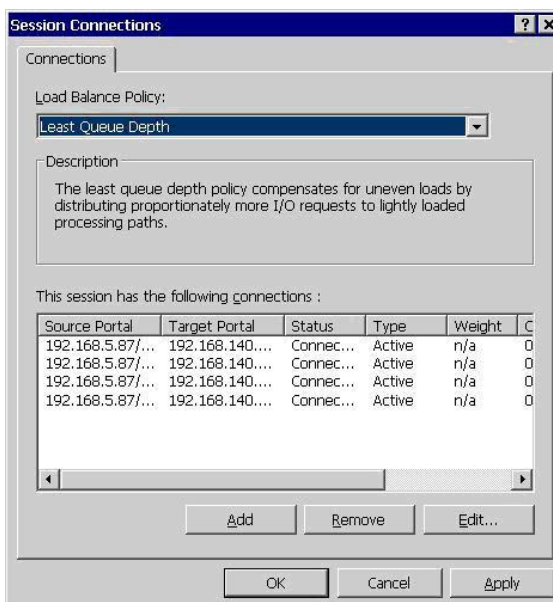 Session Connections
Connections
Load Balance Policy:
Least Queue Depth
Description
The least queue depth policy compensates for uneven loads by
distributing proportionately more I/O requests to lightly loaded
processing paths.
This session has the following connections :
Source Portal Target Portal Status Type Weight C
192.168.5.87/... 192.168.140.... Connec... Active n/a 0
192.168.5.87/... 192.168.140.... Connec... Active n/a 0
192.168.5.87/... 192.168.140.... Connec... Active n/a 0
192.168.5.87/... 192.168.140.... Connec... Active n/a 0
Add Remove Edit...
OK Cancel Apply